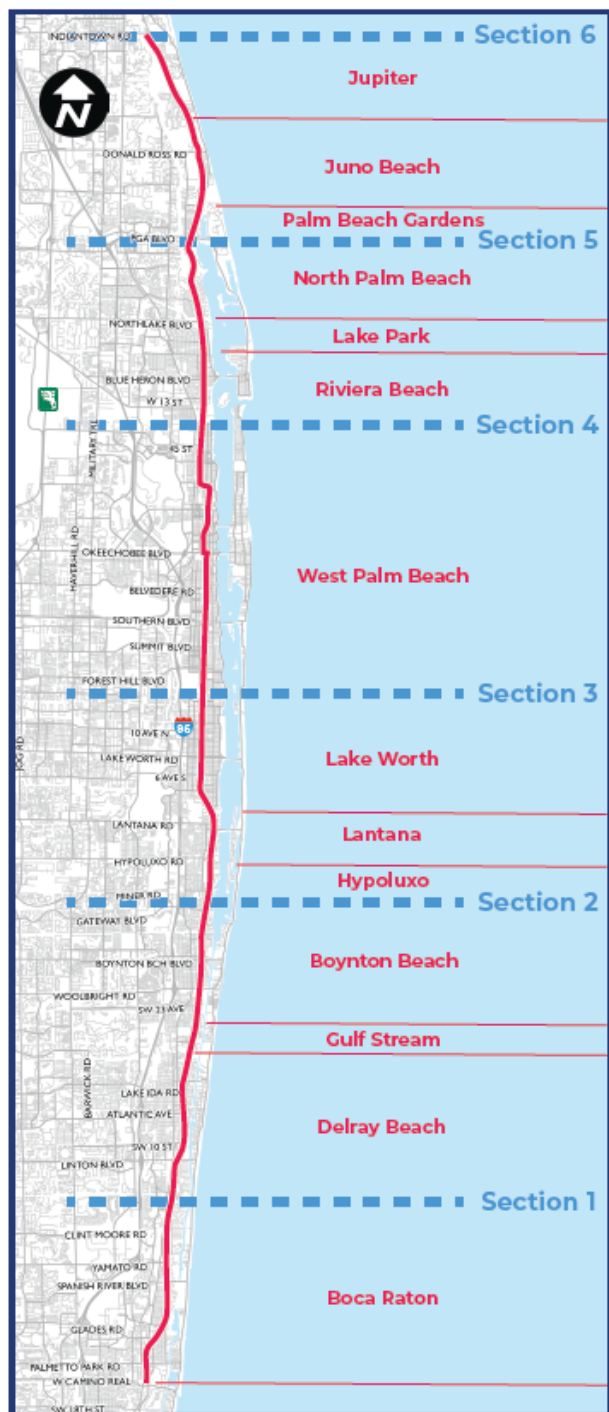 INDIANTOWN RD
Section 6
Jupiter
N
DONALD ROSS RD
Juno Beach
Palm Beach Gardens
PGA BLVD
Section 5
North Palm Beach
NORTHLAKE BLVD
Lake Park
BLUE HERON BLVD
Riviera Beach
W 13 ST
MILITARY TRL
Section 4
45 ST
HAVERHILL RD
OKEECHOBEE BLVD
West Palm Beach
BELVEDERE RD
SOUTHERN BLVD
SUMMIT BLVD
FOREST HILL BLVD
Section 3
10 AVE N
95
JOG RD
LAKE WORTH RD
Lake Worth
6 AVE S
LANTANA RD
Lantana
HYPOLUXO RD
Hypoluxo
MINER RD
Section 2
GATEWAY BLVD
BOYNTON BCH BLVD
Boynton Beach
WOOLBRIGHT RD
SW 23 AVE
Gulf Stream
BARWICK RD
LAKE IDA RD
ATLANTIC AVE
Delray Beach
SW 10 ST
LINTON BLVD
Section 1
CLINT MOORE RD
YAMATO RD
SPANISH RIVER BLVD
Boca Raton
GLADES RD
PALMETTO PARK RD
W CAMINO REAL
SW 18TH ST